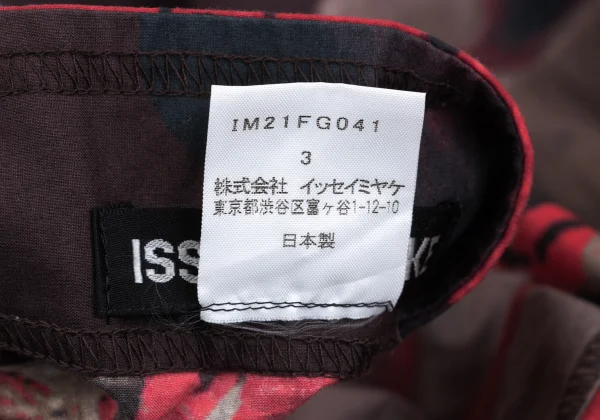 IM21FG041
3
株式会社 イッセイミヤケ
東京都渋谷区富ヶ谷1-12-10
日本製
ISS KE